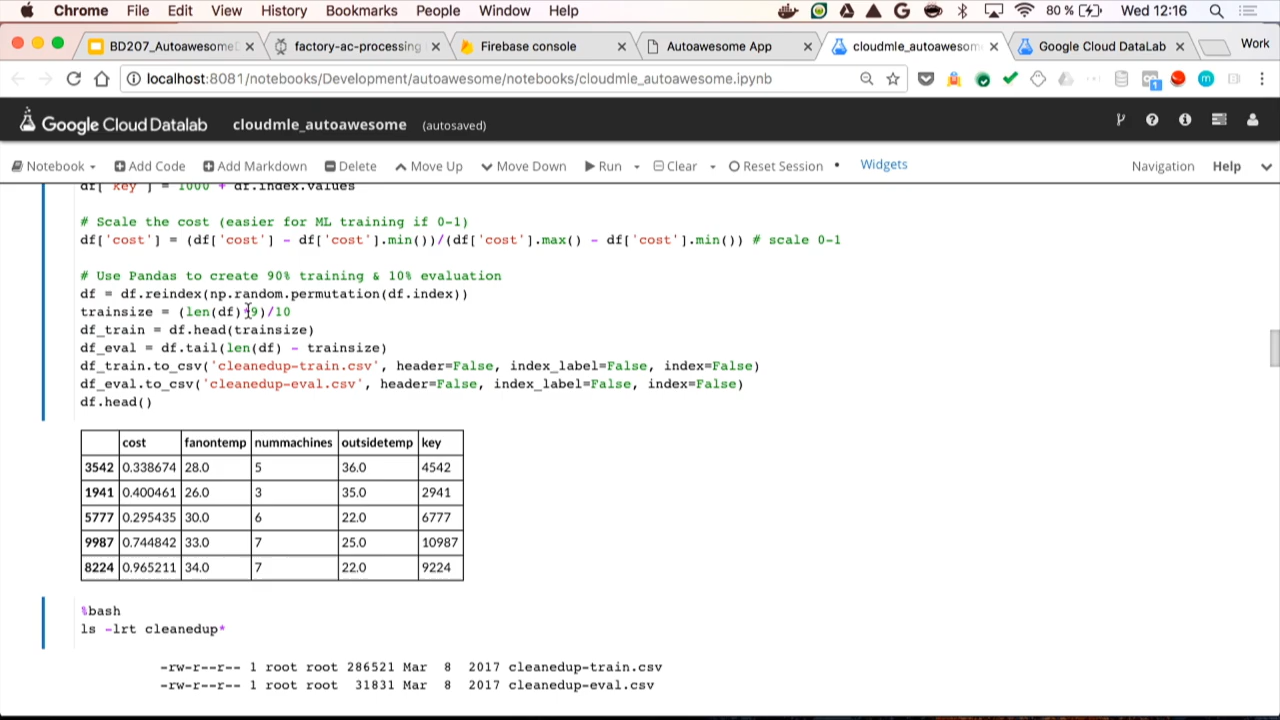 Chrome File Edit View History Bookmarks People Window Help 80 % Wed 12:16
BD207_AutoawesomeD factory-ac-processing Firebase console Autoawesome App cloudmle_autoawesom Google Cloud DataLab Work
localhost:8081/notebooks/Development/autoawesome/notebooks/cloudmle_autoawesome.ipynb
Google Cloud Datalab cloudmle_autoawesome (autosaved)
Notebook Add Code Add Markdown Delete Move Up Move Down Run Clear Reset Session Widgets Navigation Help
df['key'] = 1000 + df.index.values
# Scale the cost (easier for ML training if 0-1)
df['cost'] = (df['cost'] - df['cost'].min())/(df['cost'].max() - df['cost'].min()) # scale 0-1
# Use Pandas to create 90% training & 10% evaluation
df = df.reindex(np.random.permutation(df.index))
trainsize = (len(df)*9)/10
df_train = df.head(trainsize)
df_eval = df.tail(len(df) - trainsize)
df_train.to_csv('cleanedup-train.csv', header=False, index_label=False, index=False)
df_eval.to_csv('cleanedup-eval.csv', header=False, index_label=False, index=False)
df.head()
cost fanontemp nummachines outsidetemp key
3542 0.338674 28.0 5 36.0 4542
1941 0.400461 26.0 3 35.0 2941
5777 0.295435 30.0 6 22.0 6777
9987 0.744842 33.0 7 25.0 10987
8224 0.965211 34.0 7 22.0 9224
%bash
ls -lrt cleanedup*
-rw-r--r-- 1 root root 286521 Mar 8 2017 cleanedup-train.csv
-rw-r--r-- 1 root root 31831 Mar 8 2017 cleanedup-eval.csv